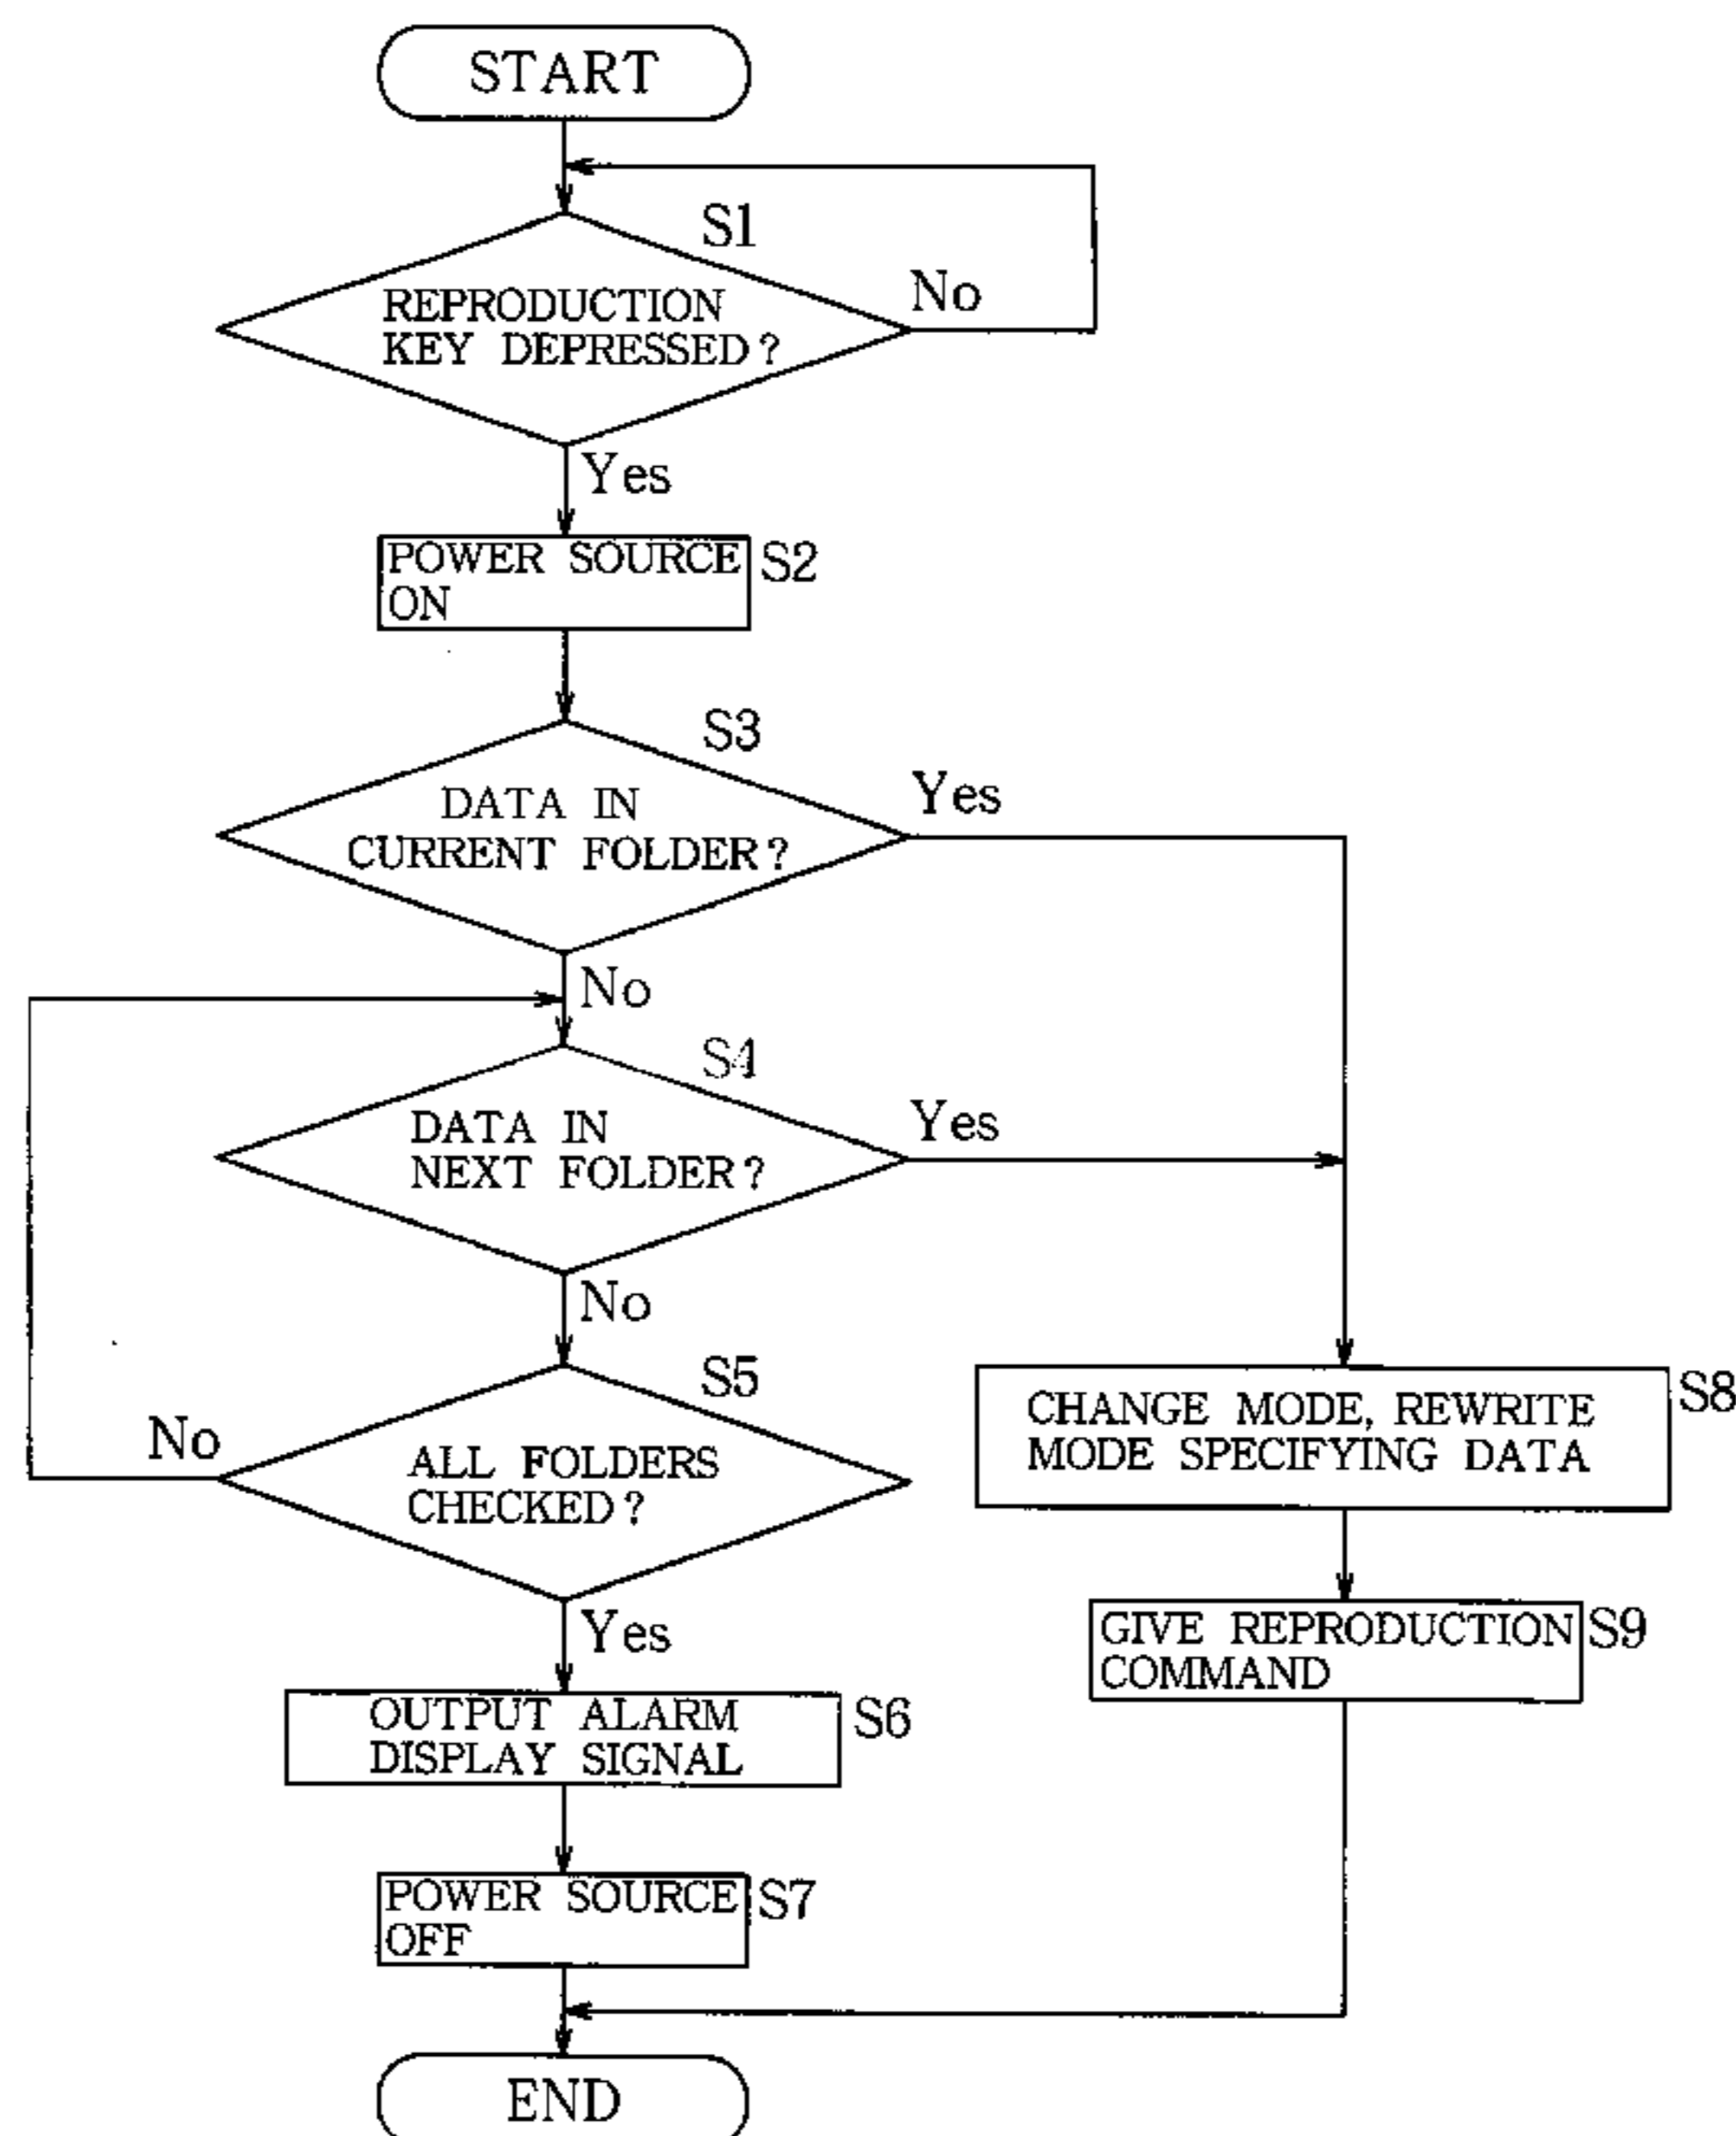 START
S1
REPRODUCTION
KEY DEPRESSED?
No
Yes
POWER SOURCE
ON
S2
S3
DATA IN
CURRENT FOLDER?
Yes
No
S4
DATA IN
NEXT FOLDER?
Yes
No
S5
ALL FOLDERS
CHECKED?
No
Yes
OUTPUT ALARM
DISPLAY SIGNAL
S6
POWER SOURCE
OFF
S7
CHANGE MODE, REWRITE
MODE SPECIFYING DATA
S8
GIVE REPRODUCTION
COMMAND
S9
END